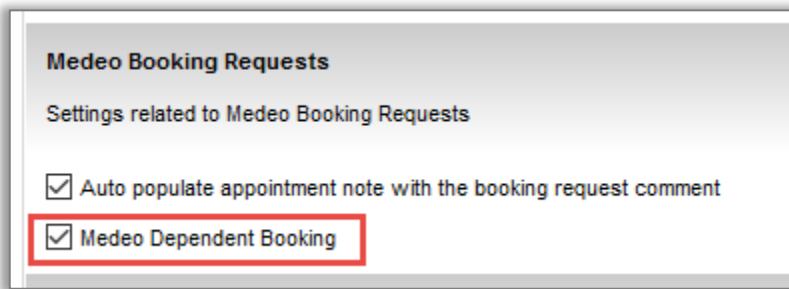 Medeo Booking Requests
Settings related to Medeo Booking Requests
Auto populate appointment note with the booking request comment
Medeo Dependent Booking